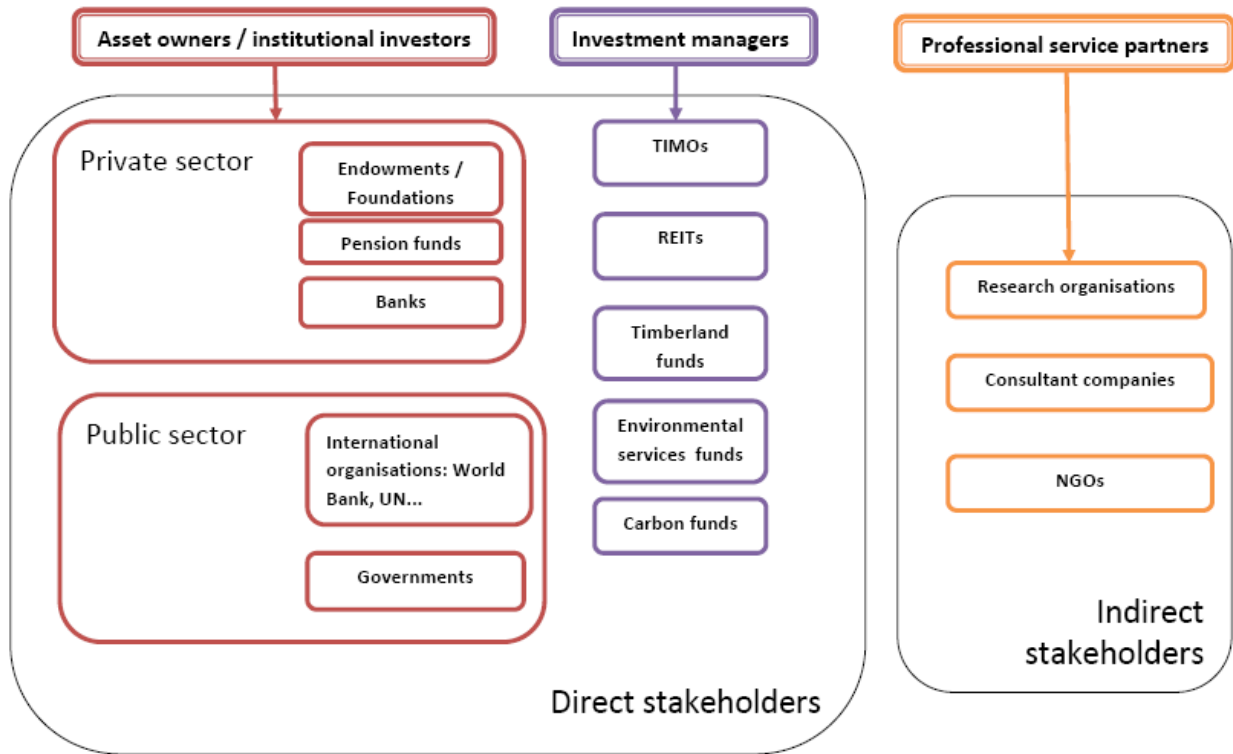 Asset owners / institutional investors
Investment managers
Professional service partners
Private sector
Endowments /
Foundations
Pension funds
Banks
Public sector
International
organisations: World
Bank, UN...
Governments
TIMOs
REITs
Timberland
funds
Environmental
services funds
Carbon funds
Direct stakeholders
Research organisations
Consultant companies
NGOs
Indirect
stakeholders